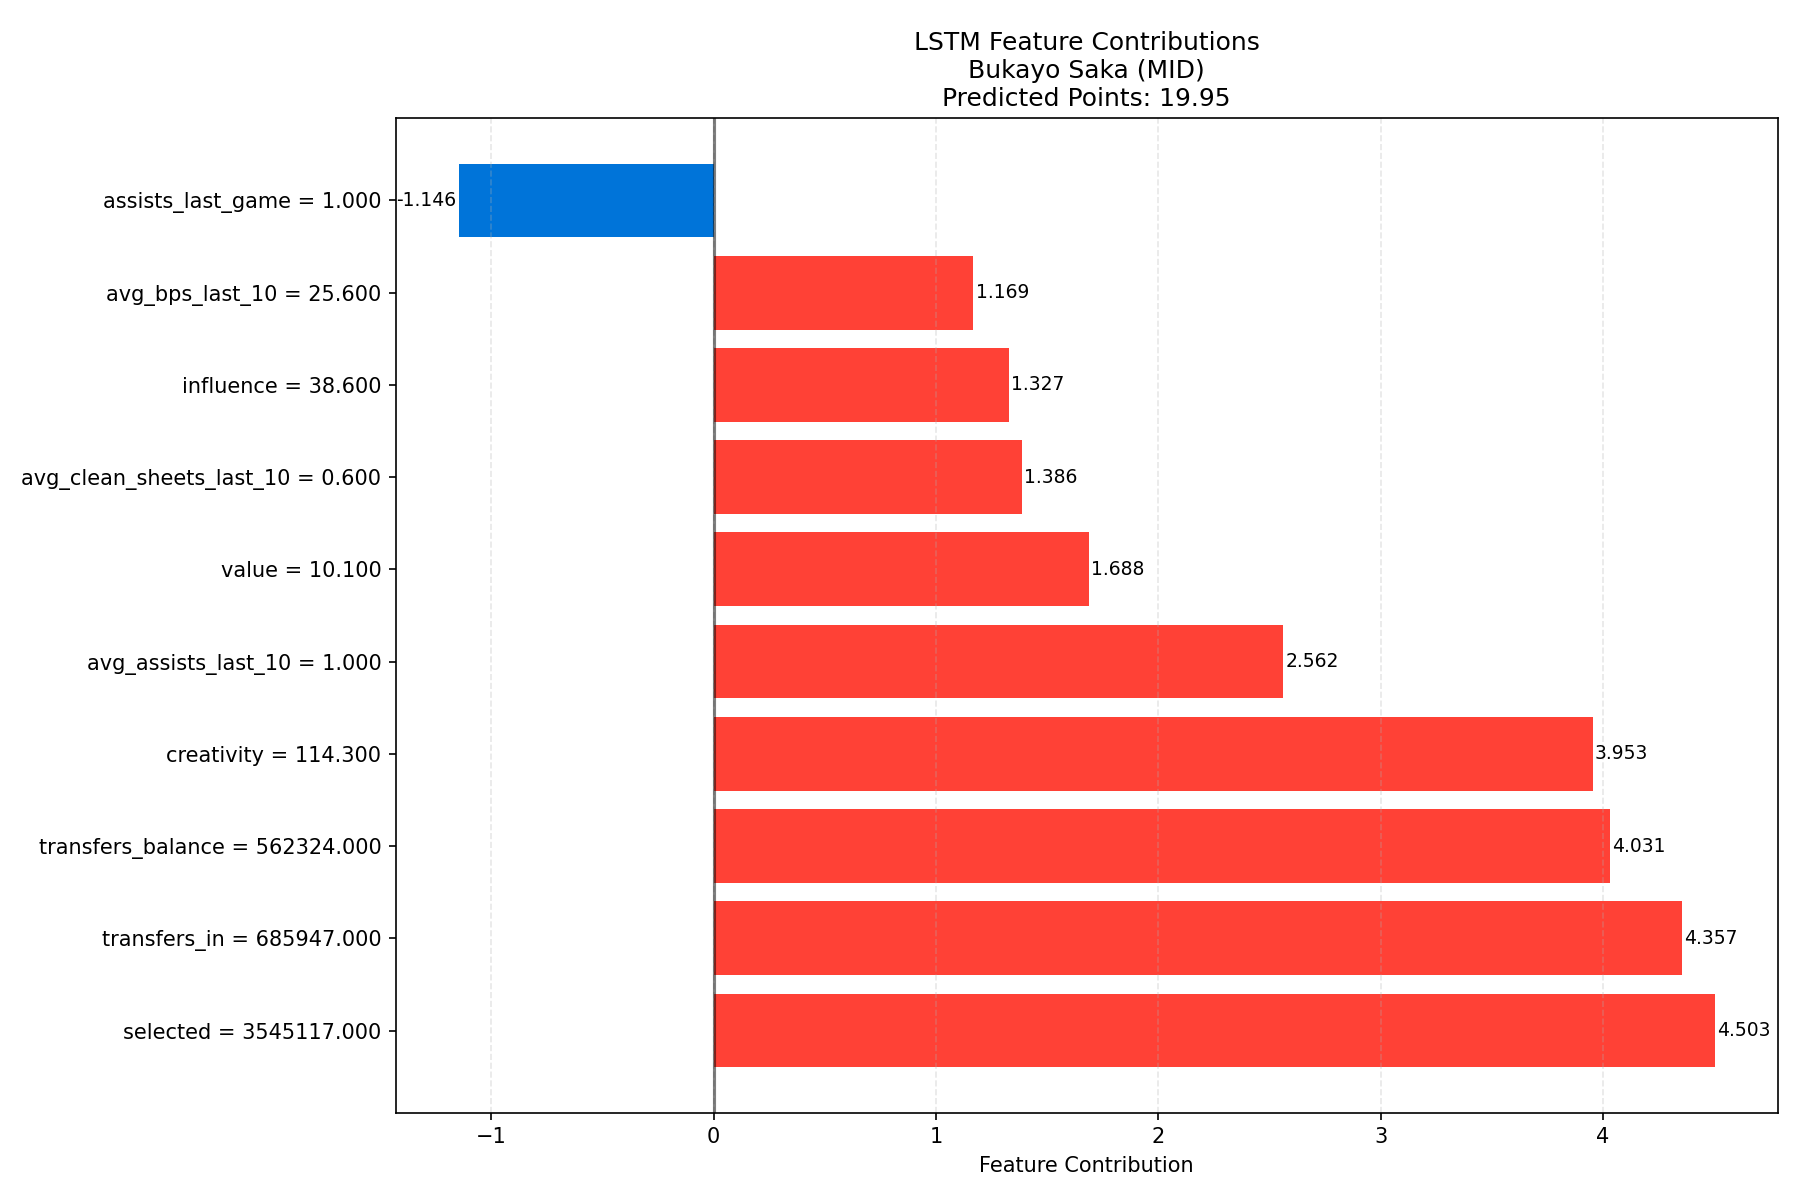 LSTM Feature Contributions
Bukayo Saka (MID)
Predicted Points: 19.95
assists_last_game = 1.000 -1.146
avg_bps_last_10 = 25.600 1.169
influence = 38.600 1.327
avg_clean_sheets_last_10 = 0.600 1.386
value = 10.100 1.688
avg_assists_last_10 = 1.000 2.562
creativity = 114.300 3.953
transfers_balance = 562324.000 4.031
transfers_in = 685947.000 4.357
selected = 3545117.000 4.503
−1 0 1 2 3 4
Feature Contribution